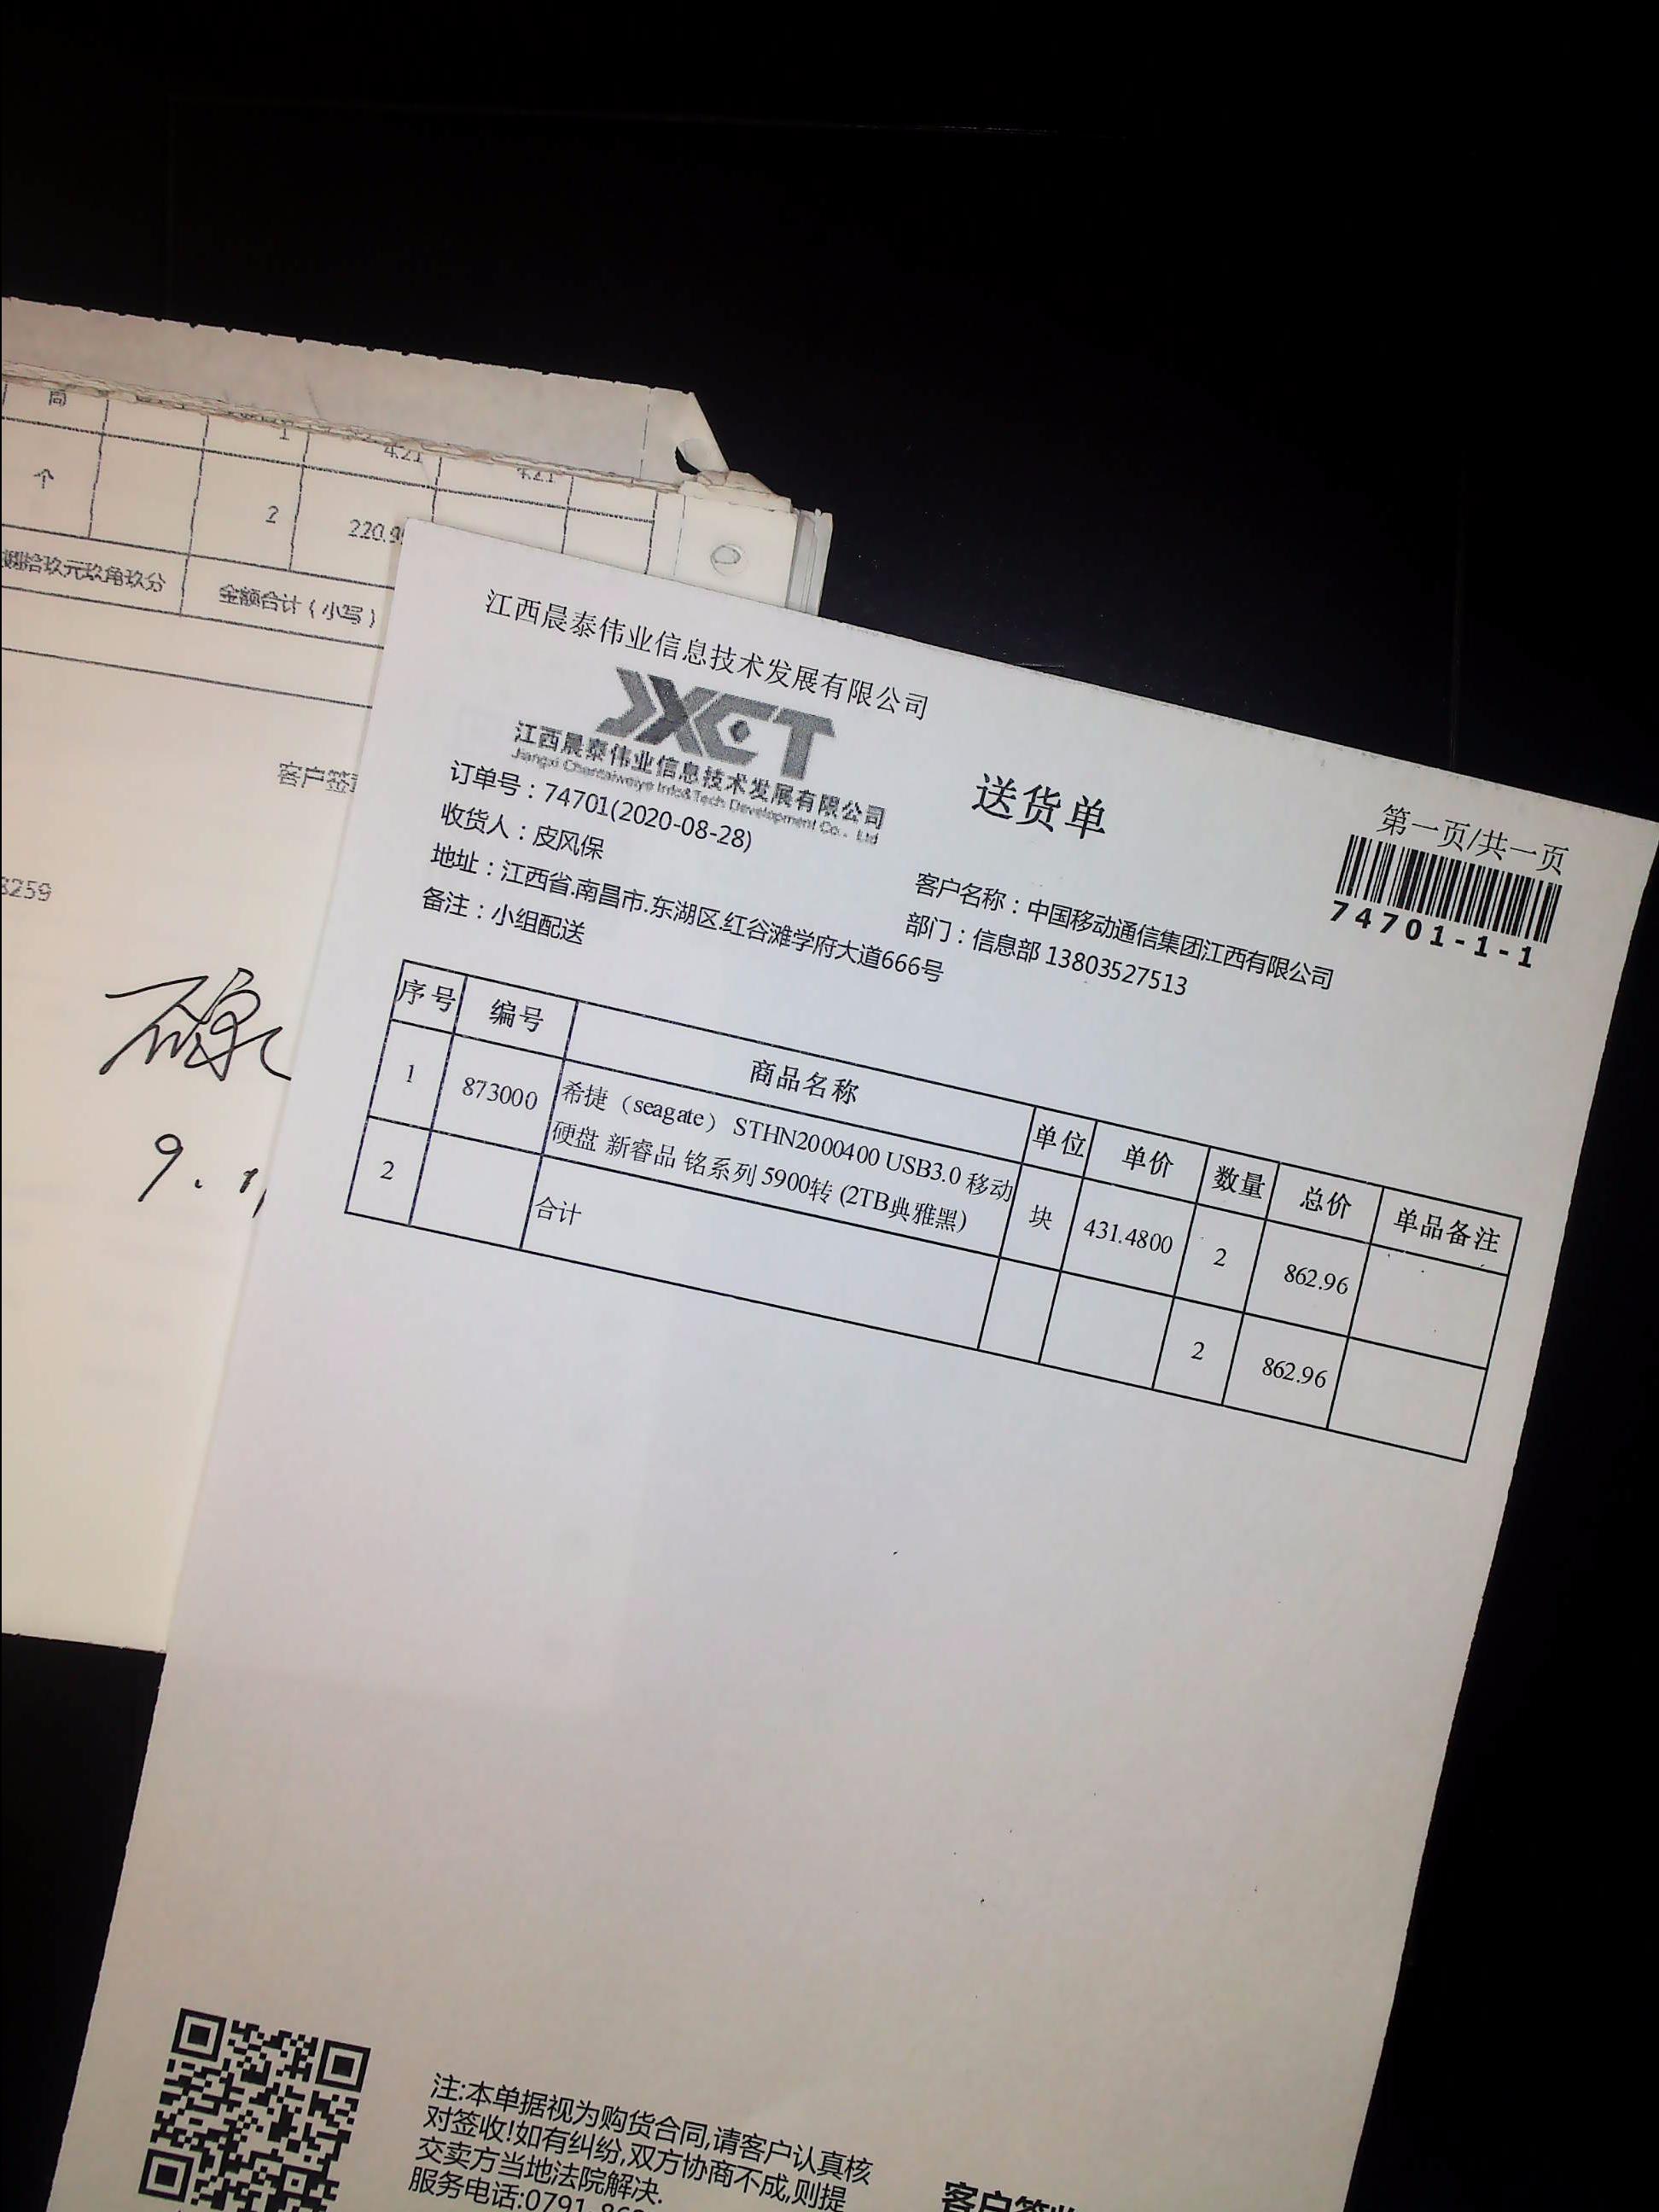 个
2
220.9
拾玖元玖角玖分
金额合计（小写）
客户签
3259
9.
江西晨泰伟业信息技术发展有限公司
JXCT
江西晨泰伟业信息技术发展有限公司
Jiangxi Chentaiweiye Info&Tech Development Co., Ltd
送货单
第一页/共一页
74701-1-1
订单号：74701(2020-08-28)
收货人：皮风保
客户名称：中国移动通信集团江西有限公司
地址：江西省.南昌市.东湖区.红谷滩学府大道666号
部门：信息部 13803527513
备注：小组配送
序号 编号 商品名称 单位 单价 数量 总价 单品备注
1 873000 希捷（seagate）STHN2000400 USB3.0 移动
硬盘 新睿品 铭系列 5900转 (2TB典雅黑) 块 431.4800 2 862.96
2 合计 2 862.96
注:本单据视为购货合同,请客户认真核
对签收!如有纠纷,双方协商不成,则提
交卖方当地法院解决.
服务电话:0791-86
客户签收